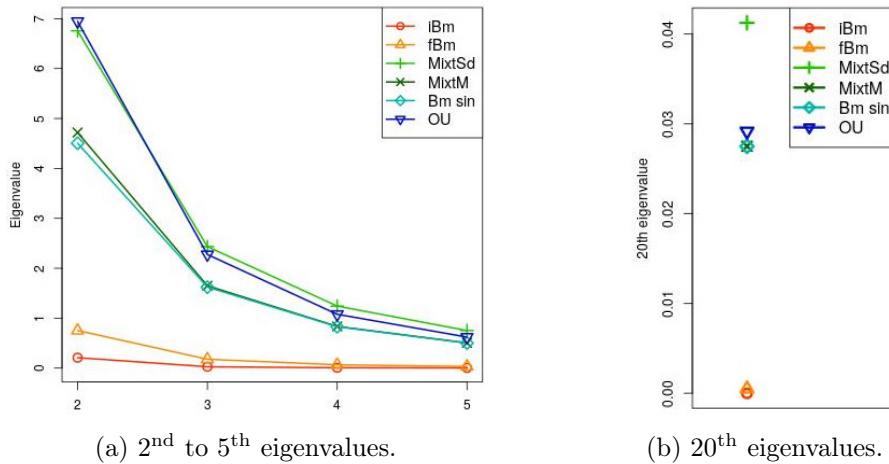 Eigenvalue
7
6
5
4
3
2
1
0
2
3
4
5
iBm
fBm
MixtSd
MixtM
Bm sin
OU
(a) 2nd to 5th eigenvalues.
20th eigenvalue
0.04
0.03
0.02
0.01
0.00
iBm
fBm
MixtSd
MixtM
Bm sin
OU
(b) 20th eigenvalues.